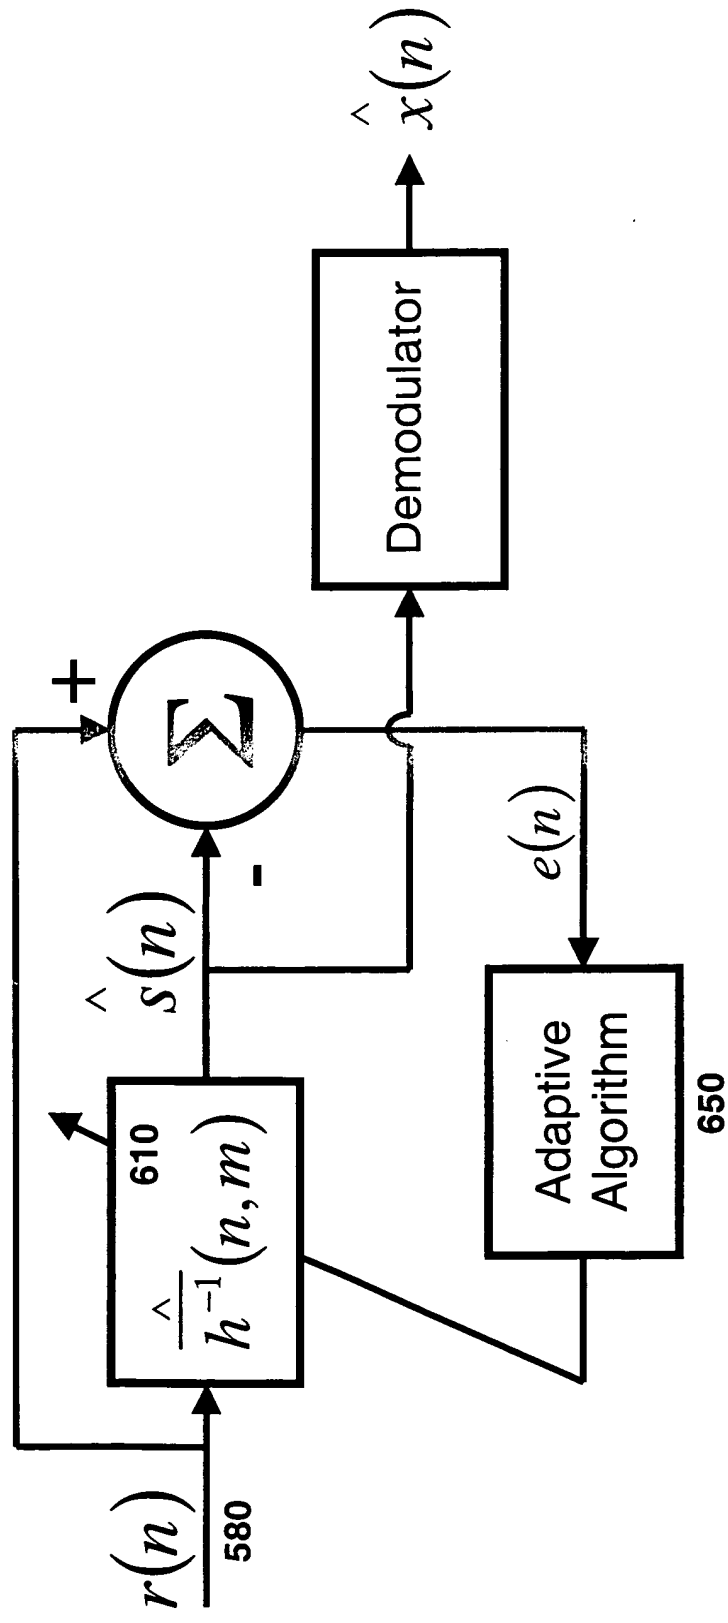 r(n)
580
ĥ⁻¹(n,m)
610
ŝ(n)
+
-
Σ
e(n)
Adaptive
Algorithm
650
Demodulator
x̂(n)